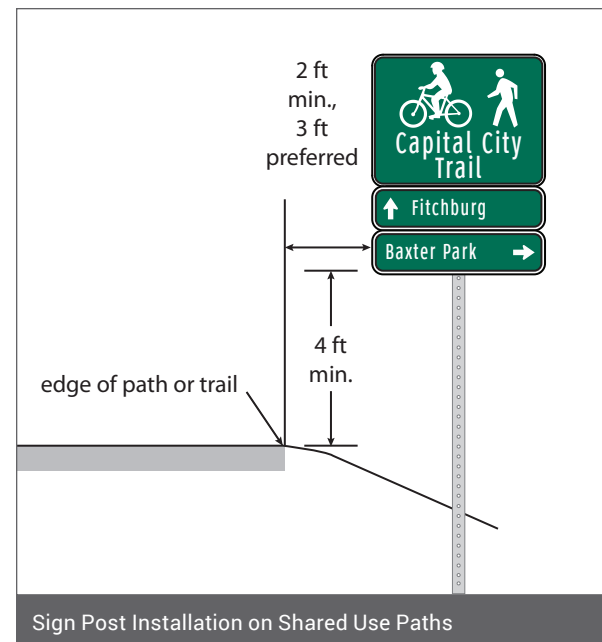 2 ft
min.,
3 ft
preferred
Capital City
Trail
Fitchburg
Baxter Park
4 ft
min.
edge of path or trail
Sign Post Installation on Shared Use Paths